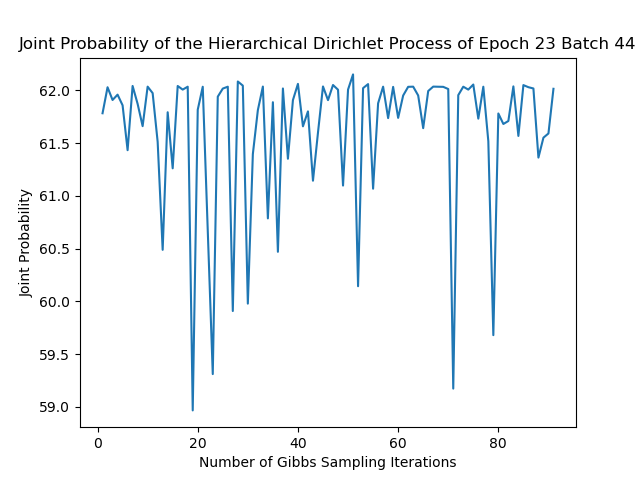 Joint Probability of the Hierarchical Dirichlet Process of Epoch 23 Batch 44
62.0
61.5
61.0
60.5
60.0
59.5
59.0
Joint Probability
0 20 40 60 80
Number of Gibbs Sampling Iterations